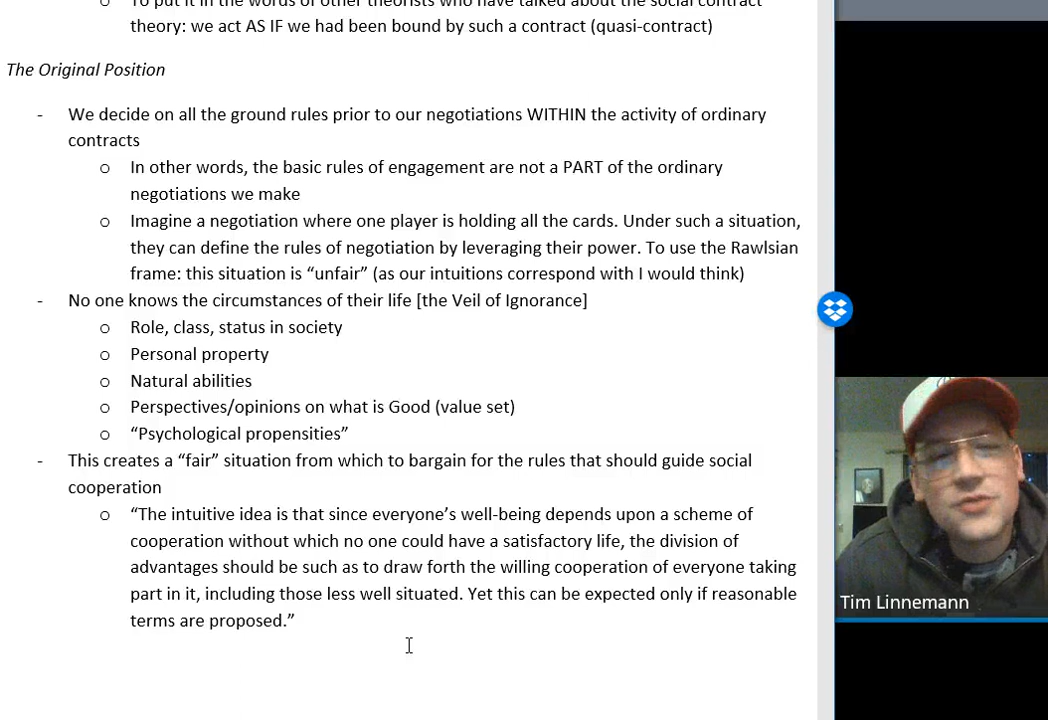 o To put it in the words of other theorists who have talked about the social contract
theory: we act AS IF we had been bound by such a contract (quasi-contract)
The Original Position
- We decide on all the ground rules prior to our negotiations WITHIN the activity of ordinary
contracts
o In other words, the basic rules of engagement are not a PART of the ordinary
negotiations we make
o Imagine a negotiation where one player is holding all the cards. Under such a situation,
they can define the rules of negotiation by leveraging their power. To use the Rawlsian
frame: this situation is “unfair” (as our intuitions correspond with I would think)
- No one knows the circumstances of their life [the Veil of Ignorance]
o Role, class, status in society
o Personal property
o Natural abilities
o Perspectives/opinions on what is Good (value set)
o “Psychological propensities”
- This creates a “fair” situation from which to bargain for the rules that should guide social
cooperation
o “The intuitive idea is that since everyone’s well-being depends upon a scheme of
cooperation without which no one could have a satisfactory life, the division of
advantages should be such as to draw forth the willing cooperation of everyone taking
part in it, including those less well situated. Yet this can be expected only if reasonable
terms are proposed.”
Tim Linnemann